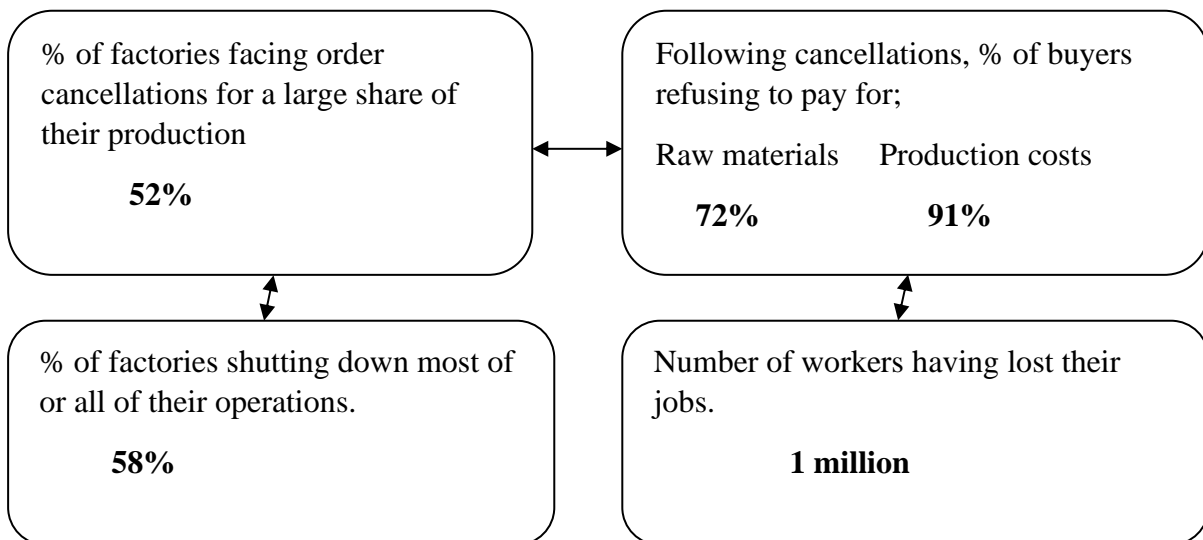 % of factories facing order
cancellations for a large share of
their production
52%
Following cancellations, % of buyers
refusing to pay for;
Raw materials Production costs
72% 91%
% of factories shutting down most of
or all of their operations.
58%
Number of workers having lost their
jobs.
1 million